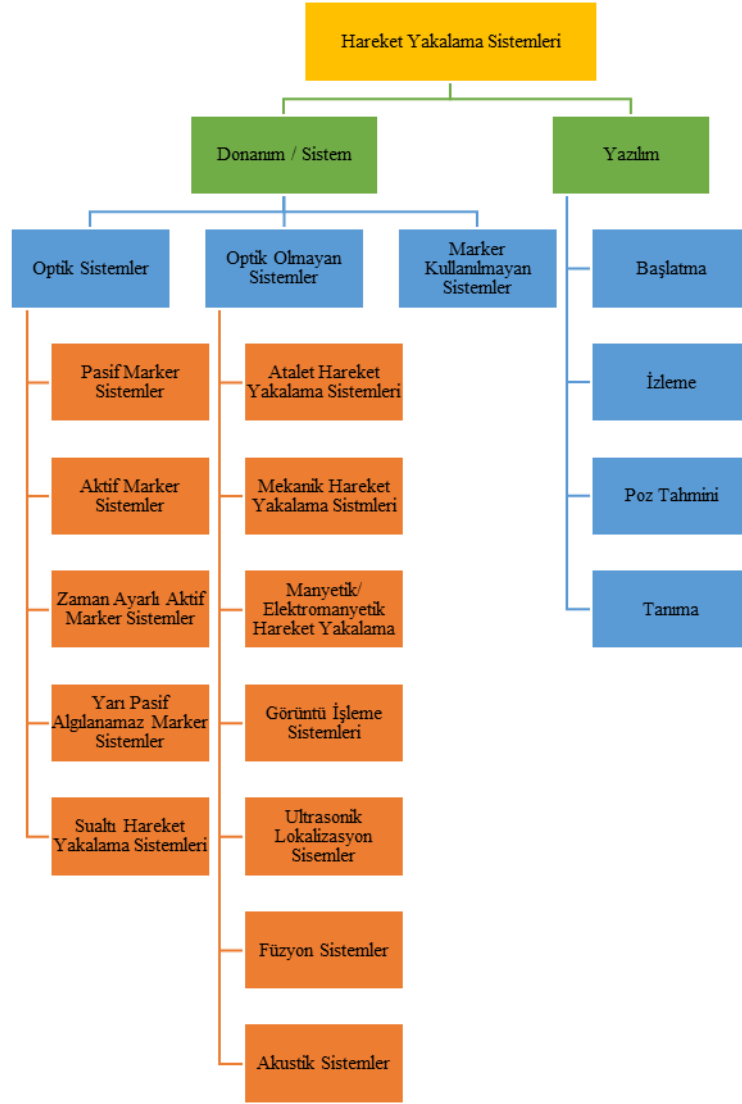 Hareket Yakalama Sistemleri
Donanım / Sistem
Yazılım
Optik Sistemler
Optik Olmayan
Sistemler
Marker
Kullanılmayan
Sistemler
Başlatma
Pasif Marker
Sistemler
Atalet Hareket
Yakalama Sistemleri
İzleme
Aktif Marker
Sistemler
Mekanik Hareket
Yakalama Sistmleri
Poz Tahmini
Zaman Ayarlı Aktif
Marker Sistemler
Manyetik/
Elektromanyetik
Hareket Yakalama
Tanıma
Yarı Pasif
Algılanamaz Marker
Sistemler
Görüntü İşleme
Sistemleri
Sualtı Hareket
Yakalama Sistemleri
Ultrasonik
Lokalizasyon
Sisemler
Füzyon Sistemler
Akustik Sistemler